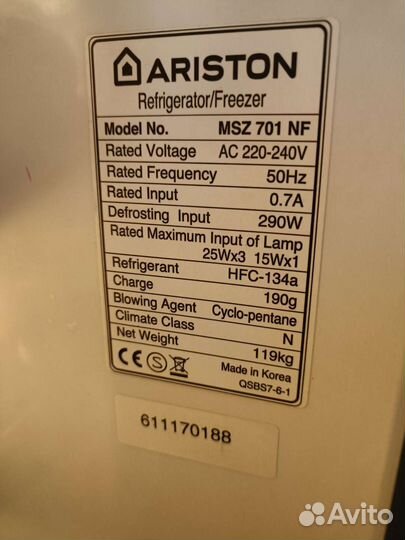 ARISTON
Refrigerator/Freezer
Model No. MSZ 701 NF
Rated Voltage AC 220-240V
Rated Frequency 50Hz
Rated Input 0.7A
Defrosting Input 290W
Rated Maximum Input of Lamp
25Wx3 15Wx1
Refrigerant HFC-134a
Charge 190g
Blowing Agent Cyclo-pentane
Climate Class N
Net Weight 119kg
CE S Made in Korea
QSBS7-6-1
611170188
Avito